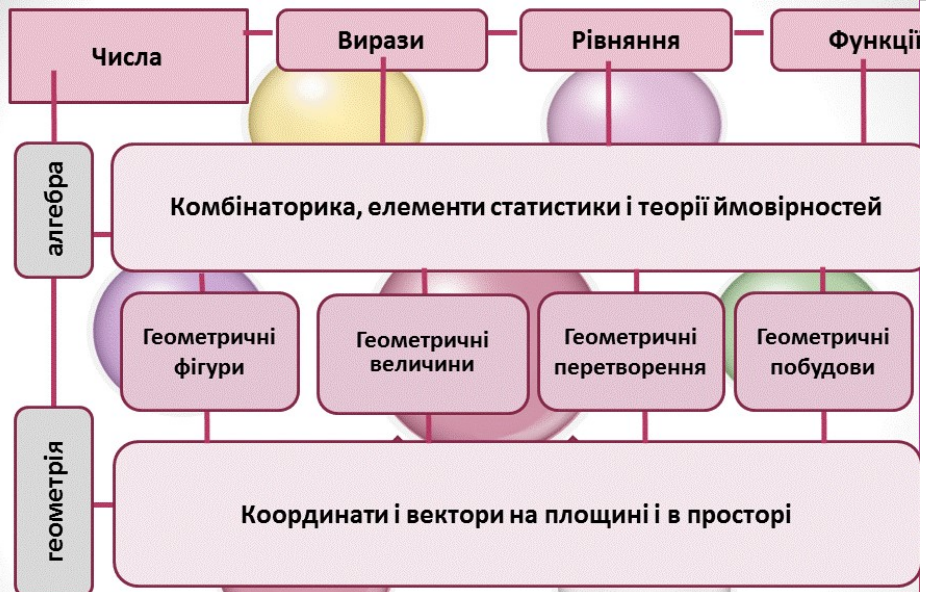 Числа
Вирази
Рівняння
Функції
алгебра
Комбінаторика, елементи статистики і теорії ймовірностей
Геометричні
фігури
Геометричні
величини
Геометричні
перетворення
Геометричні
побудови
геометрія
Координати і вектори на площині і в просторі